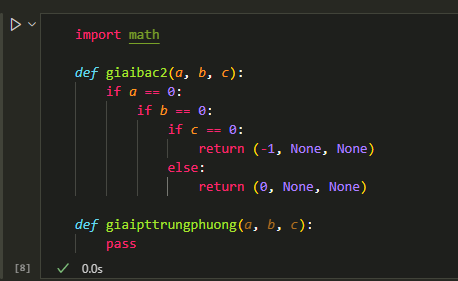 import math

def giaibac2(a, b, c):
    if a == 0:
        if b == 0:
            if c == 0:
                return (-1, None, None)
            else:
                return (0, None, None)

def giaipttrungphuong(a, b, c):
    pass
[8]
0.0s